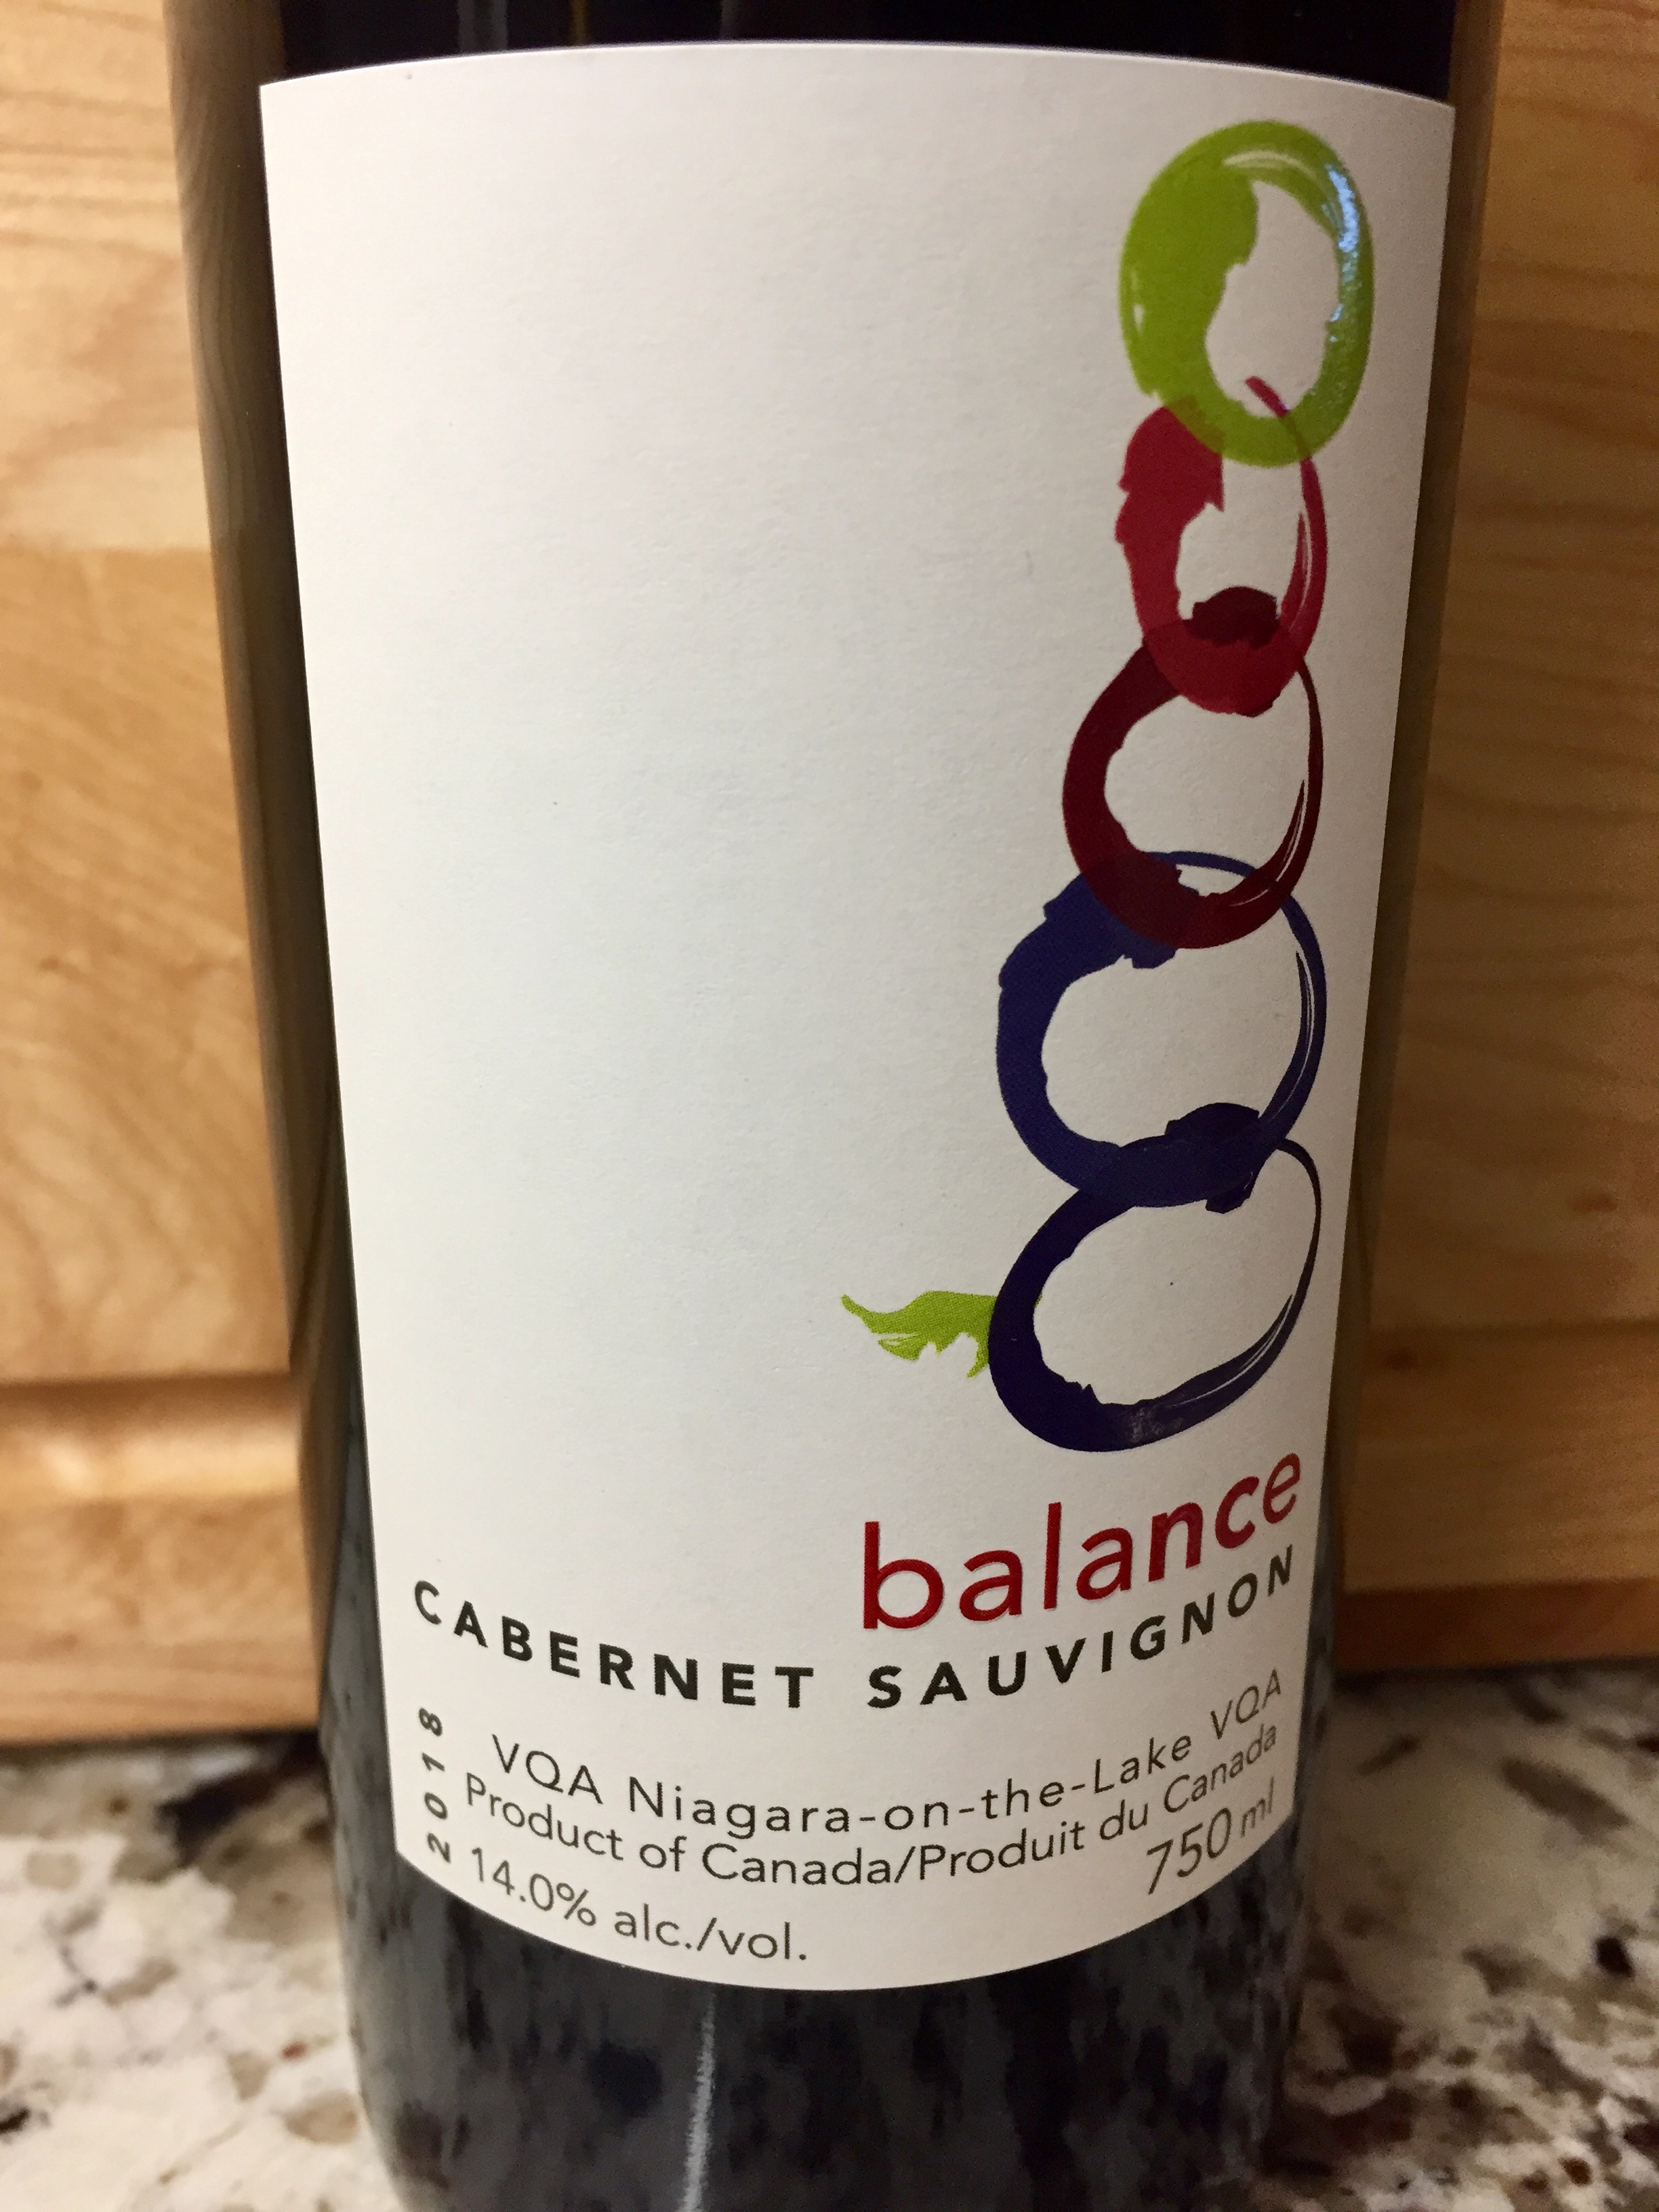 balance
CABERNET SAUVIGNON
2018
VQA Niagara-on-the-Lake VQA
Product of Canada/Produit du Canada
14.0% alc./vol. 750 ml